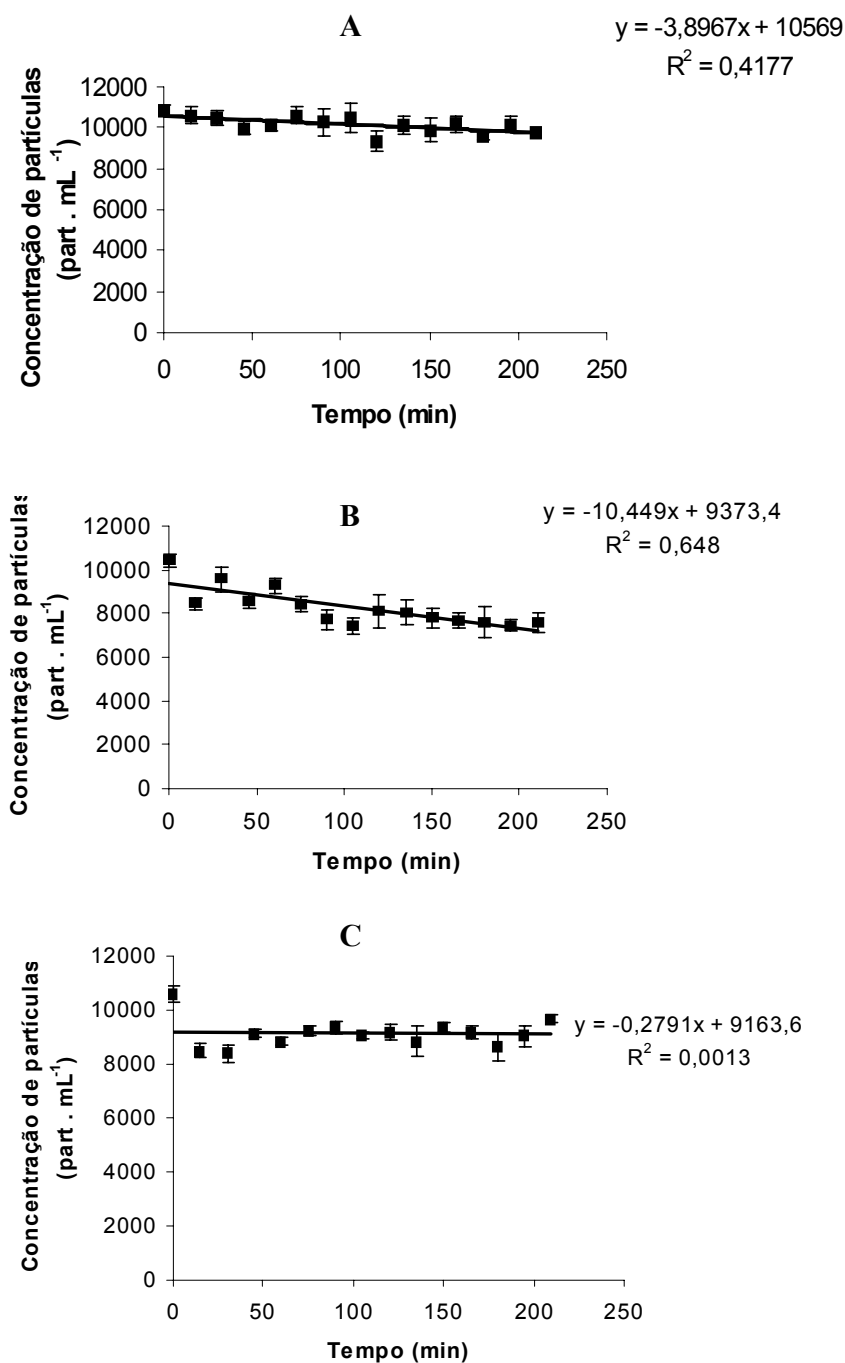 A
y = -3,8967x + 10569
R² = 0,4177
Concentração de partículas
(part . mL⁻¹)
12000
10000
8000
6000
4000
2000
0
0 50 100 150 200 250
Tempo (min)
B
y = -10,449x + 9373,4
R² = 0,648
Concentração de partículas
(part . mL⁻¹)
12000
10000
8000
6000
4000
2000
0
0 50 100 150 200 250
Tempo (min)
C
y = -0,2791x + 9163,6
R² = 0,0013
Concentração de partículas
(part . mL⁻¹)
12000
10000
8000
6000
4000
2000
0
0 50 100 150 200 250
Tempo (min)